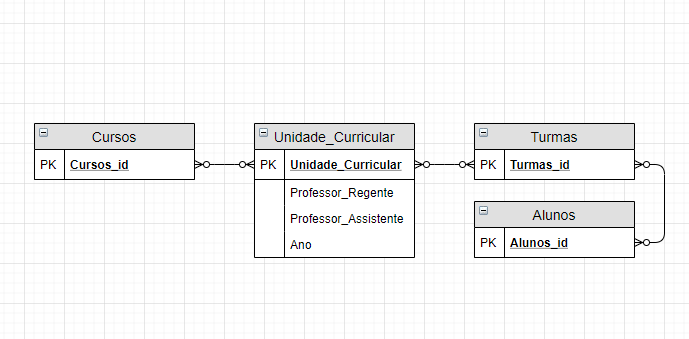 Cursos
PK Cursos_id
Unidade_Curricular
PK Unidade_Curricular
Professor_Regente
Professor_Assistente
Ano
Turmas
PK Turmas_id
Alunos
PK Alunos_id